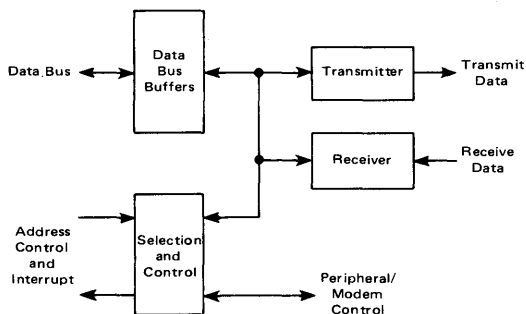 Data Bus
Data
Bus
Buffers
Transmitter
Transmit
Data
Receiver
Receive
Data
Address
Control
and
Interrupt
Selection
and
Control
Peripheral/
Modem
Control